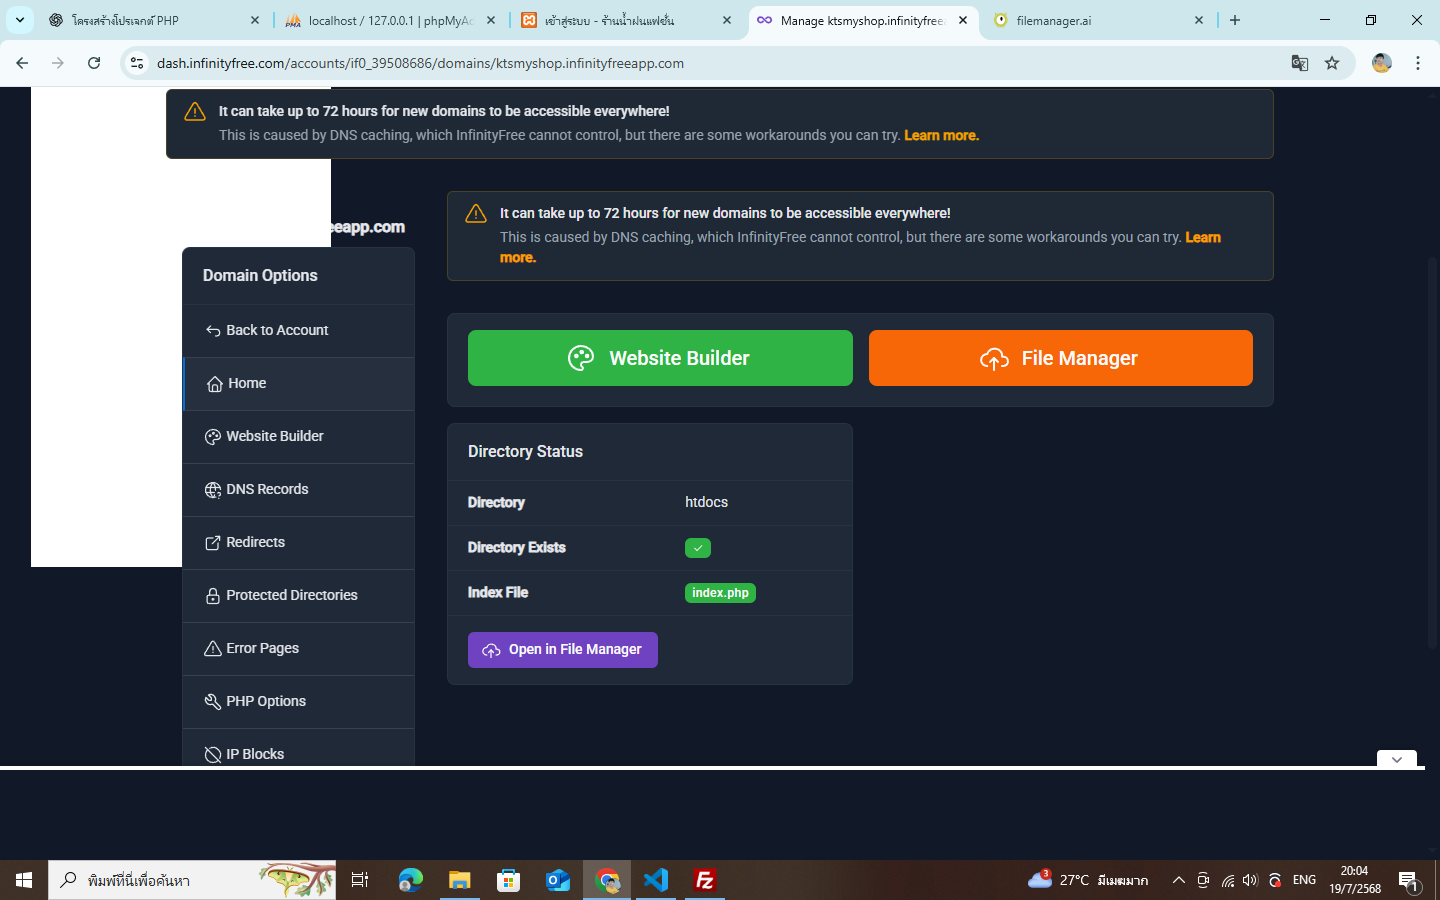 โครงสร้างโปรเจกต์ PHP
localhost / 127.0.0.1 | phpMyAd
เข้าสู่ระบบ - ร้านน้ำฝนแฟชั่น
Manage ktsmyshop.infinityfreea
filemanager.ai
dash.infinityfree.com/accounts/if0_39508686/domains/ktsmyshop.infinityfreeapp.com
It can take up to 72 hours for new domains to be accessible everywhere!
This is caused by DNS caching, which InfinityFree cannot control, but there are some workarounds you can try. Learn more.
eeapp.com
Domain Options
Back to Account
Home
Website Builder
DNS Records
Redirects
Protected Directories
Error Pages
PHP Options
IP Blocks
It can take up to 72 hours for new domains to be accessible everywhere!
This is caused by DNS caching, which InfinityFree cannot control, but there are some workarounds you can try. Learn
more.
Website Builder
File Manager
Directory Status
Directory htdocs
Directory Exists
Index File index.php
Open in File Manager
พิมพ์ที่นี่เพื่อค้นหา
3
27°C มีเมฆมาก
ENG
20:04
19/7/2568
1